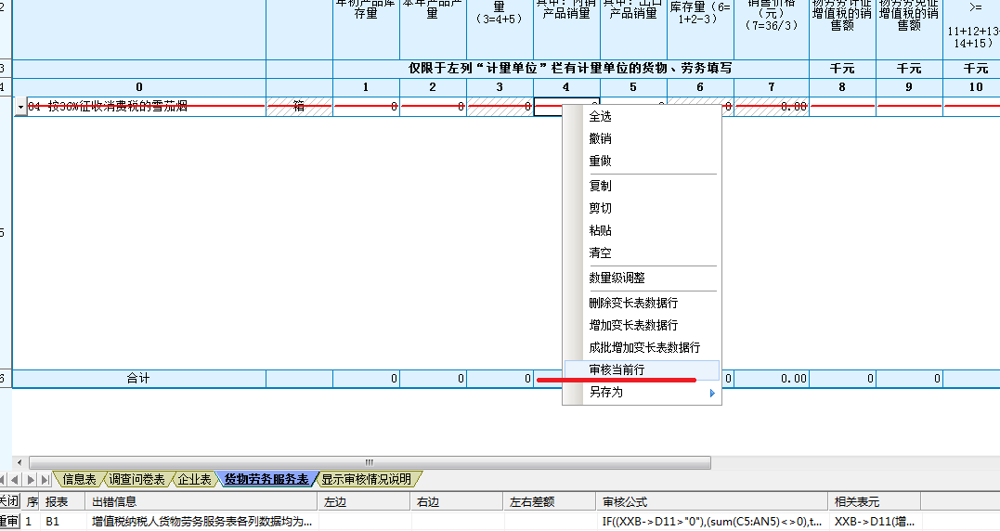 2
年初产品库存量
本年产品产量
量
(3=4+5)
其中：内销
产品销量
其中：出口
产品销量
库存量（6=
1+2-3）
销售价格
（元）
(7=36/3)
物劳务计征
增值税的销
售额
物劳务免征
增值税的销
售额
>=
11+12+13+
14+15)
3
仅限于左列“计量单位”栏有计量单位的货物、劳务填写
千元
千元
千元
4
0
1
2
3
4
5
6
7
8
9
10
04 按36%征收消费税的雪茄烟
箱
0
0
0
0
0.00
全选
撤销
重做
复制
剪切
粘贴
清空
数量级调整
删除变长表数据行
增加变长表数据行
成批增加变长表数据行
审核当前行
另存为
5
6
合计
0
0
0
0
0.00
0
0
信息表
调查问卷表
企业表
货物劳务服务表
显示审核情况说明
关闭
序
报表
出错信息
左边
右边
左右差额
审核公式
相关表元
重审
1
B1
增值税纳税人货物劳务服务表各列数据均为...
IF((XXB->D11>"0"),(sum(C5:AN5)<>0),t...
XXB->D11(增...